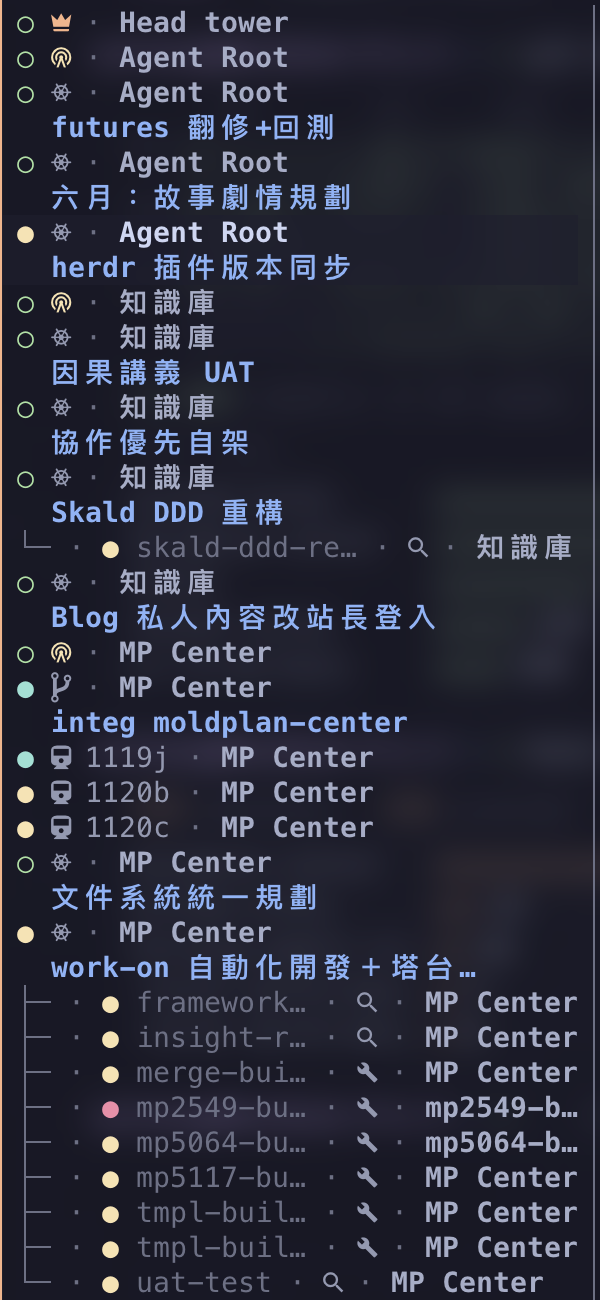 · Head tower
· Agent Root
· Agent Root
futures 翻修+回測
· Agent Root
六月：故事劇情規劃
· Agent Root
herdr 插件版本同步
· 知識庫
· 知識庫
因果講義 UAT
· 知識庫
協作優先自架
· 知識庫
Skald DDD 重構
· skald-ddd-re… · · 知識庫
· 知識庫
Blog 私人內容改站長登入
· MP Center
· MP Center
integ moldplan-center
1119j · MP Center
1120b · MP Center
1120c · MP Center
· MP Center
文件系統統一規劃
· MP Center
work-on 自動化開發＋塔台…
· framework… · · MP Center
· insight-r… · · MP Center
· merge-bui… · · MP Center
· mp2549-bu… · · mp2549-b…
· mp5064-bu… · · mp5064-b…
· mp5117-bu… · · MP Center
· tmpl-buil… · · MP Center
· tmpl-buil… · · MP Center
· uat-test · · MP Center